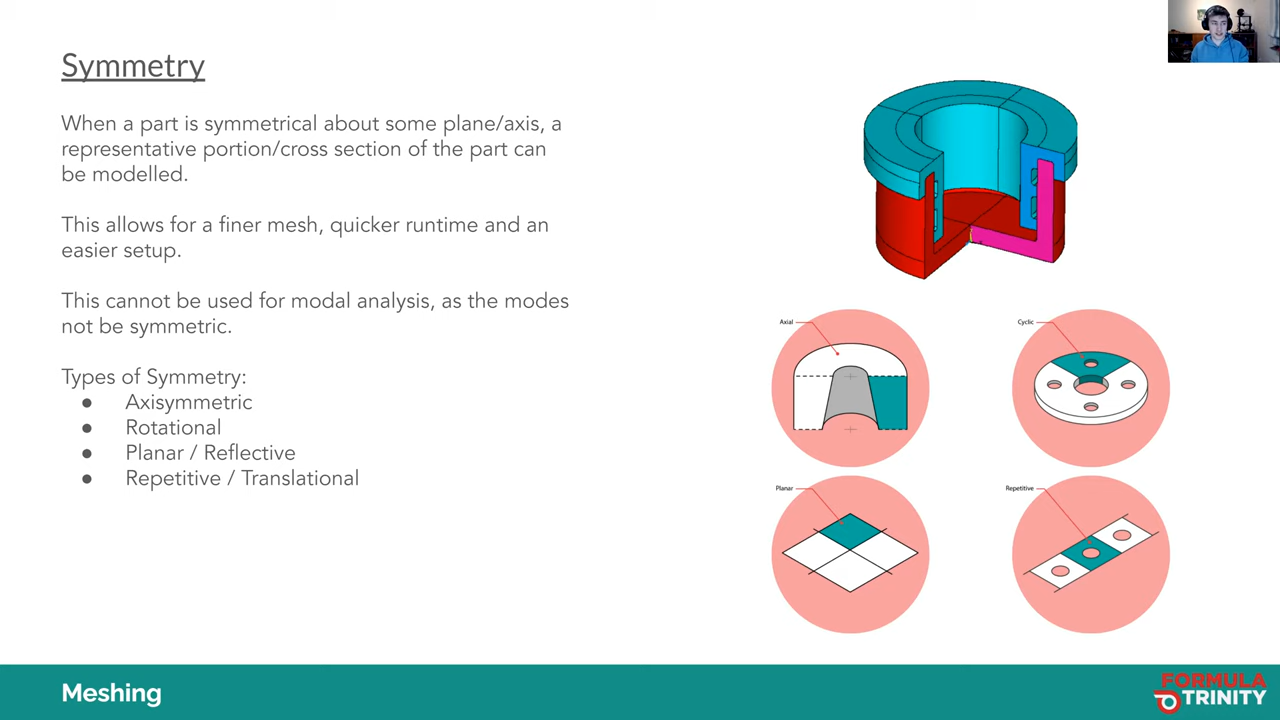 Symmetry
When a part is symmetrical about some plane/axis, a
representative portion/cross section of the part can
be modelled.
This allows for a finer mesh, quicker runtime and an
easier setup.
This cannot be used for modal analysis, as the modes
not be symmetric.
Types of Symmetry:
● Axisymmetric
● Rotational
● Planar / Reflective
● Repetitive / Translational
Axial
Cyclic
Planar
Repetitive
Meshing
FORMULA
TRINITY